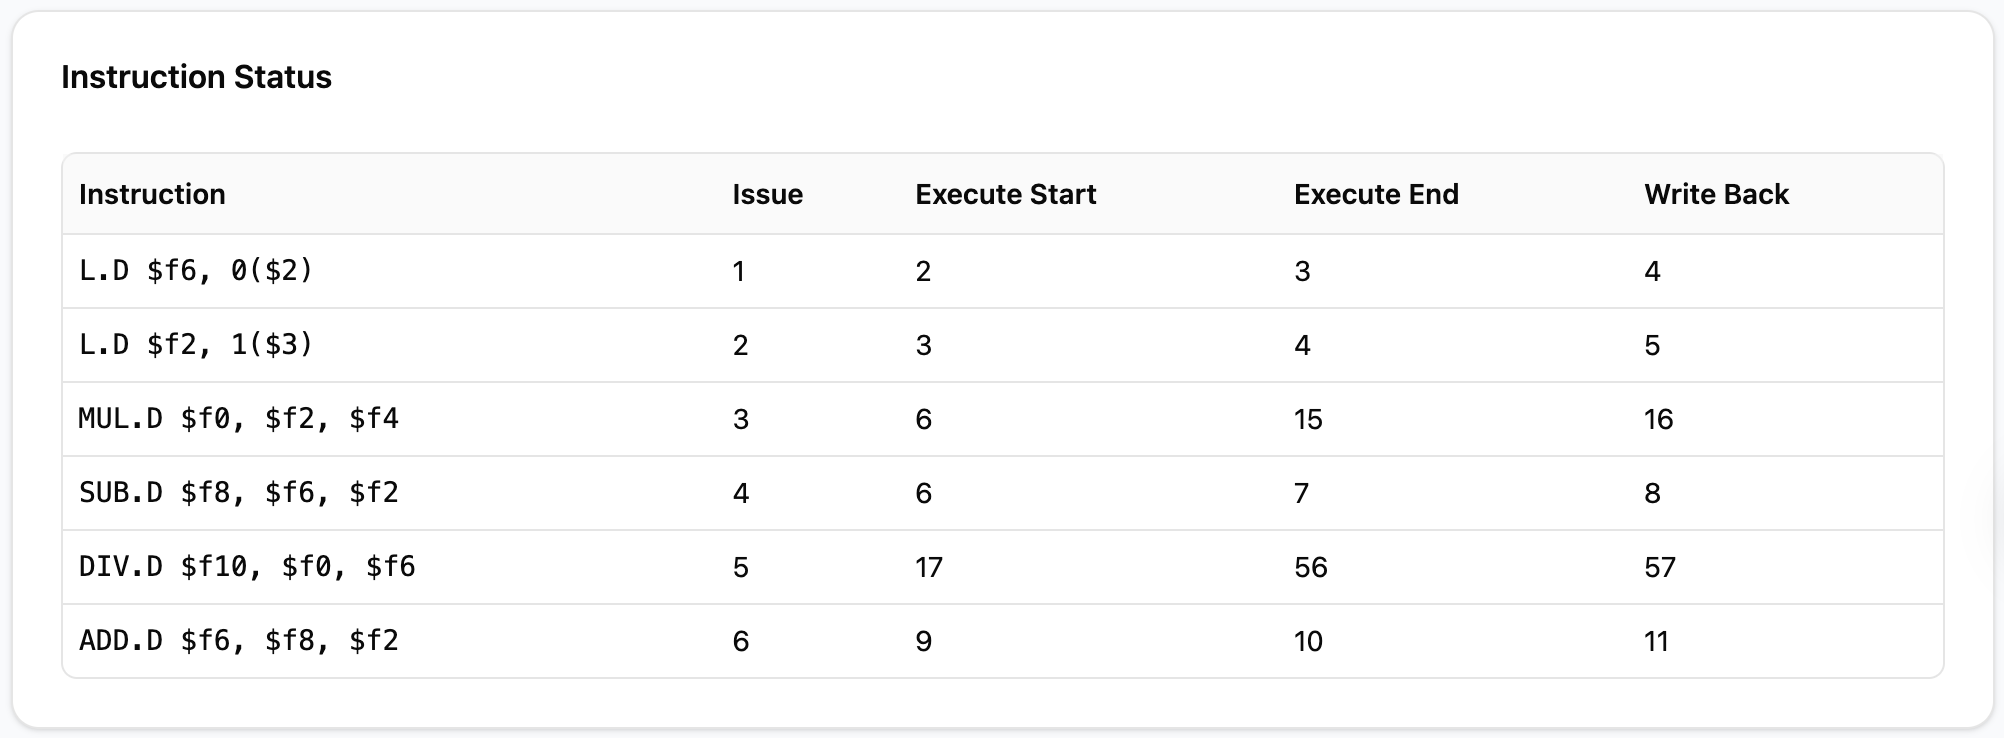 Instruction Status
Instruction Issue Execute Start Execute End Write Back
L.D $f6, 0($2) 1 2 3 4
L.D $f2, 1($3) 2 3 4 5
MUL.D $f0, $f2, $f4 3 6 15 16
SUB.D $f8, $f6, $f2 4 6 7 8
DIV.D $f10, $f0, $f6 5 17 56 57
ADD.D $f6, $f8, $f2 6 9 10 11